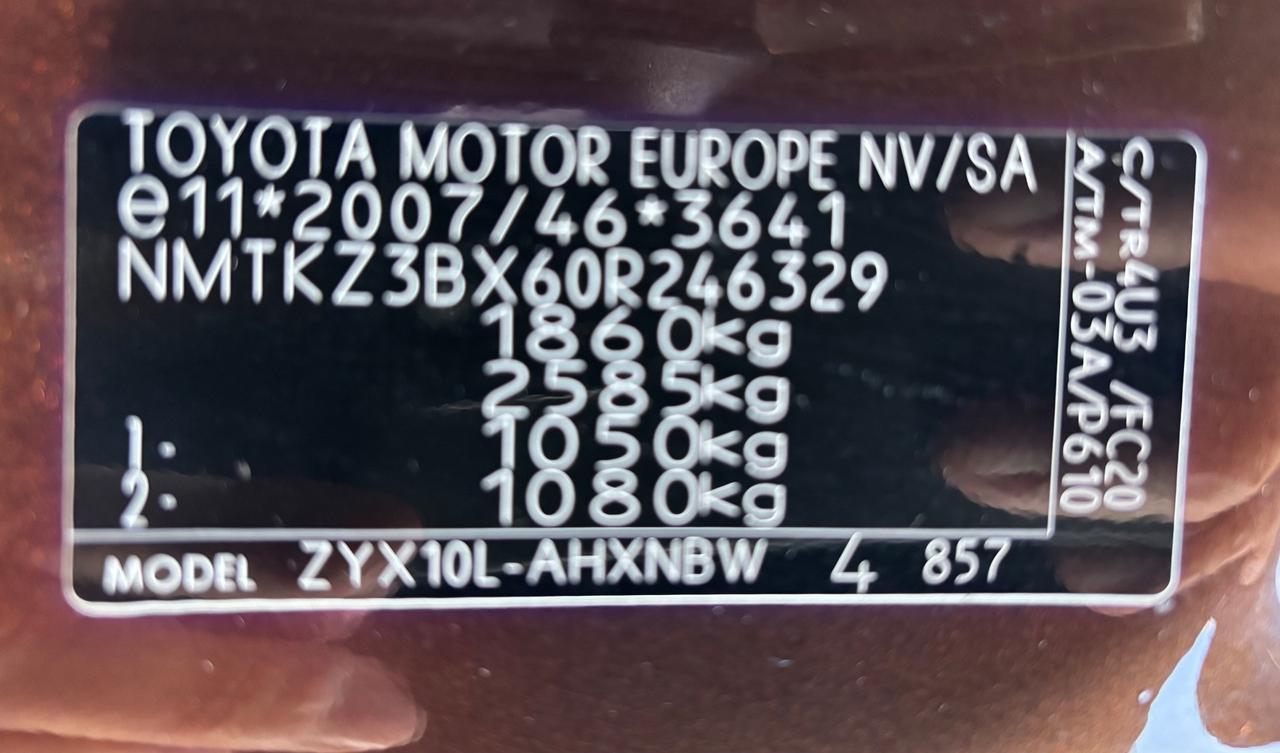 TOYOTA MOTOR EUROPE NV/SA
e11*2007/46*3641
NMTKZ3BX60R246329
1860kg
2585kg
1: 1050kg
2: 1080kg
MODEL ZYX10L-AHXNBW 4 857
C/TR4U3 /FC20
A/TM-03A/P610